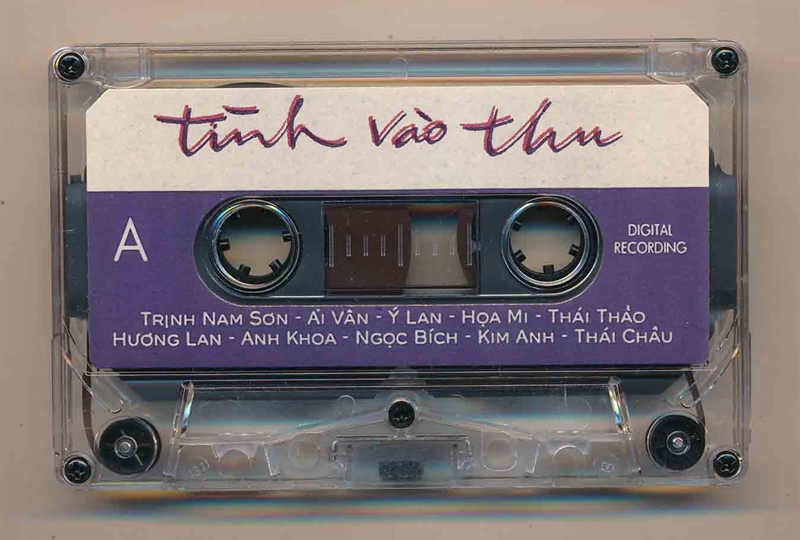 tình vào thu
A
DIGITAL
RECORDING
TRỊNH NAM SƠN - ÁI VÂN - Ý LAN - HỌA MI - THÁI THẢO
HƯƠNG LAN - ANH KHOA - NGỌC BÍCH - KIM ANH - THÁI CHÂU